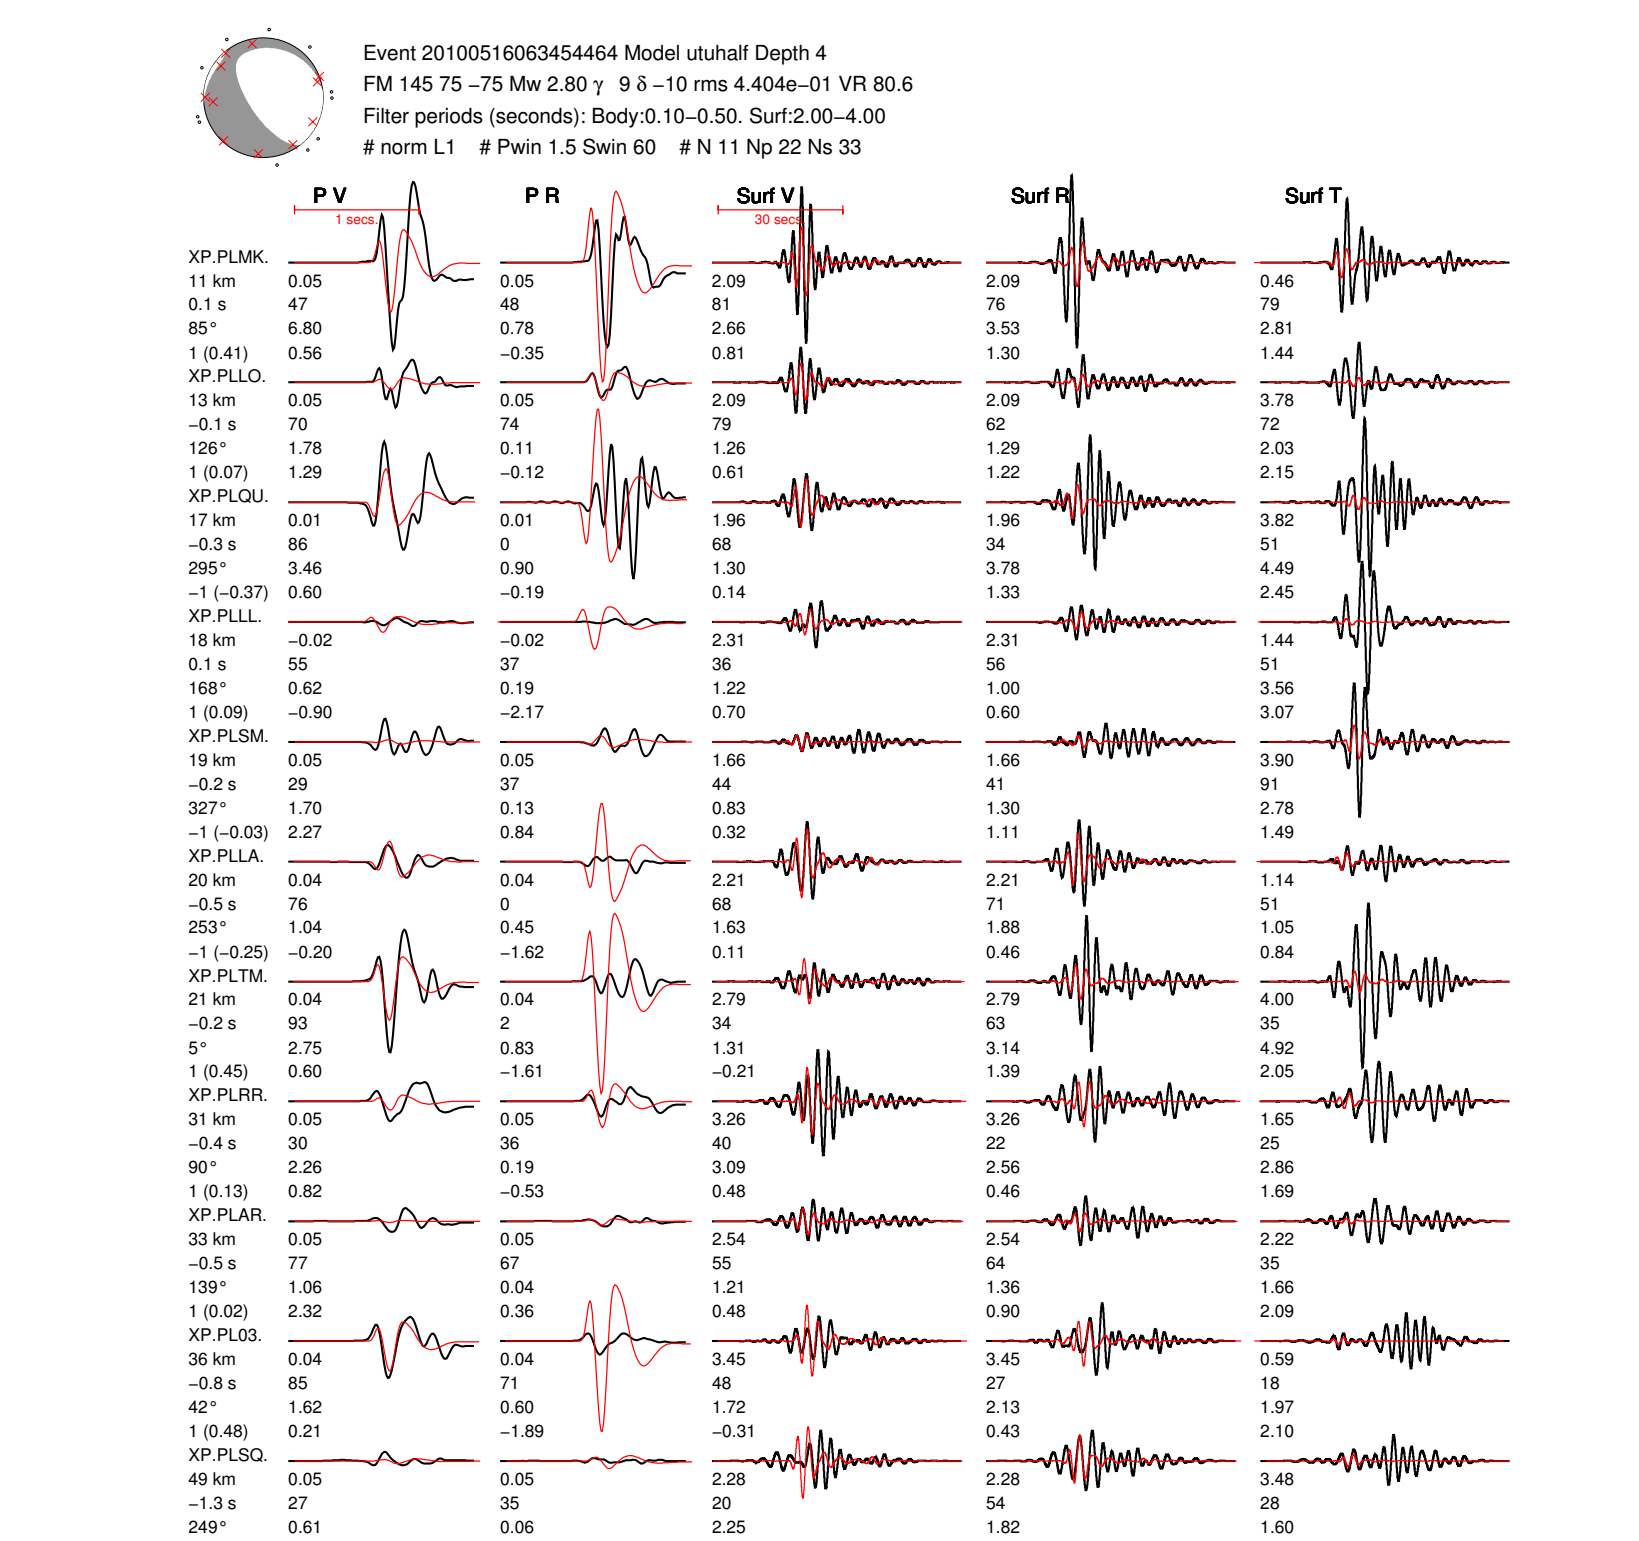 Event 20100516063454464 Model utuhalf Depth 4
FM 145 75 −75 Mw 2.80 γ 9 δ −10 rms 4.404e−01 VR 80.6
Filter periods (seconds): Body:0.10−0.50. Surf:2.00−4.00
# norm L1 # Pwin 1.5 Swin 60 # N 11 Np 22 Ns 33
P V P R Surf V Surf R Surf T
1 secs. 30 secs
XP.PLMK.
11 km 0.05 0.05 2.09 2.09 0.46
0.1 s 47 48 81 76 79
85° 6.80 0.78 2.66 3.53 2.81
1 (0.41) 0.56 −0.35 0.81 1.30 1.44
XP.PLLO.
13 km 0.05 0.05 2.09 2.09 3.78
−0.1 s 70 74 79 62 72
126° 1.78 0.11 1.26 1.29 2.03
1 (0.07) 1.29 −0.12 0.61 1.22 2.15
XP.PLQU.
17 km 0.01 0.01 1.96 1.96 3.82
−0.3 s 86 0 68 34 51
295° 3.46 0.90 1.30 3.78 4.49
−1 (−0.37) 0.60 −0.19 0.14 1.33 2.45
XP.PLLL.
18 km −0.02 −0.02 2.31 2.31 1.44
0.1 s 55 37 36 56 51
168° 0.62 0.19 1.22 1.00 3.56
1 (0.09) −0.90 −2.17 0.70 0.60 3.07
XP.PLSM.
19 km 0.05 0.05 1.66 1.66 3.90
−0.2 s 29 37 44 41 91
327° 1.70 0.13 0.83 1.30 2.78
−1 (−0.03) 2.27 0.84 0.32 1.11 1.49
XP.PLLA.
20 km 0.04 0.04 2.21 2.21 1.14
−0.5 s 76 0 68 71 51
253° 1.04 0.45 1.63 1.88 1.05
−1 (−0.25) −0.20 −1.62 0.11 0.46 0.84
XP.PLTM.
21 km 0.04 0.04 2.79 2.79 4.00
−0.2 s 93 2 34 63 35
5° 2.75 0.83 1.31 3.14 4.92
1 (0.45) 0.60 −1.61 −0.21 1.39 2.05
XP.PLRR.
31 km 0.05 0.05 3.26 3.26 1.65
−0.4 s 30 36 40 22 25
90° 2.26 0.19 3.09 2.56 2.86
1 (0.13) 0.82 −0.53 0.48 0.46 1.69
XP.PLAR.
33 km 0.05 0.05 2.54 2.54 2.22
−0.5 s 77 67 55 64 35
139° 1.06 0.04 1.21 1.36 1.66
1 (0.02) 2.32 0.36 0.48 0.90 2.09
XP.PL03.
36 km 0.04 0.04 3.45 3.45 0.59
−0.8 s 85 71 48 27 18
42° 1.62 0.60 1.72 2.13 1.97
1 (0.48) 0.21 −1.89 −0.31 0.43 2.10
XP.PLSQ.
49 km 0.05 0.05 2.28 2.28 3.48
−1.3 s 27 35 20 54 28
249° 0.61 0.06 2.25 1.82 1.60